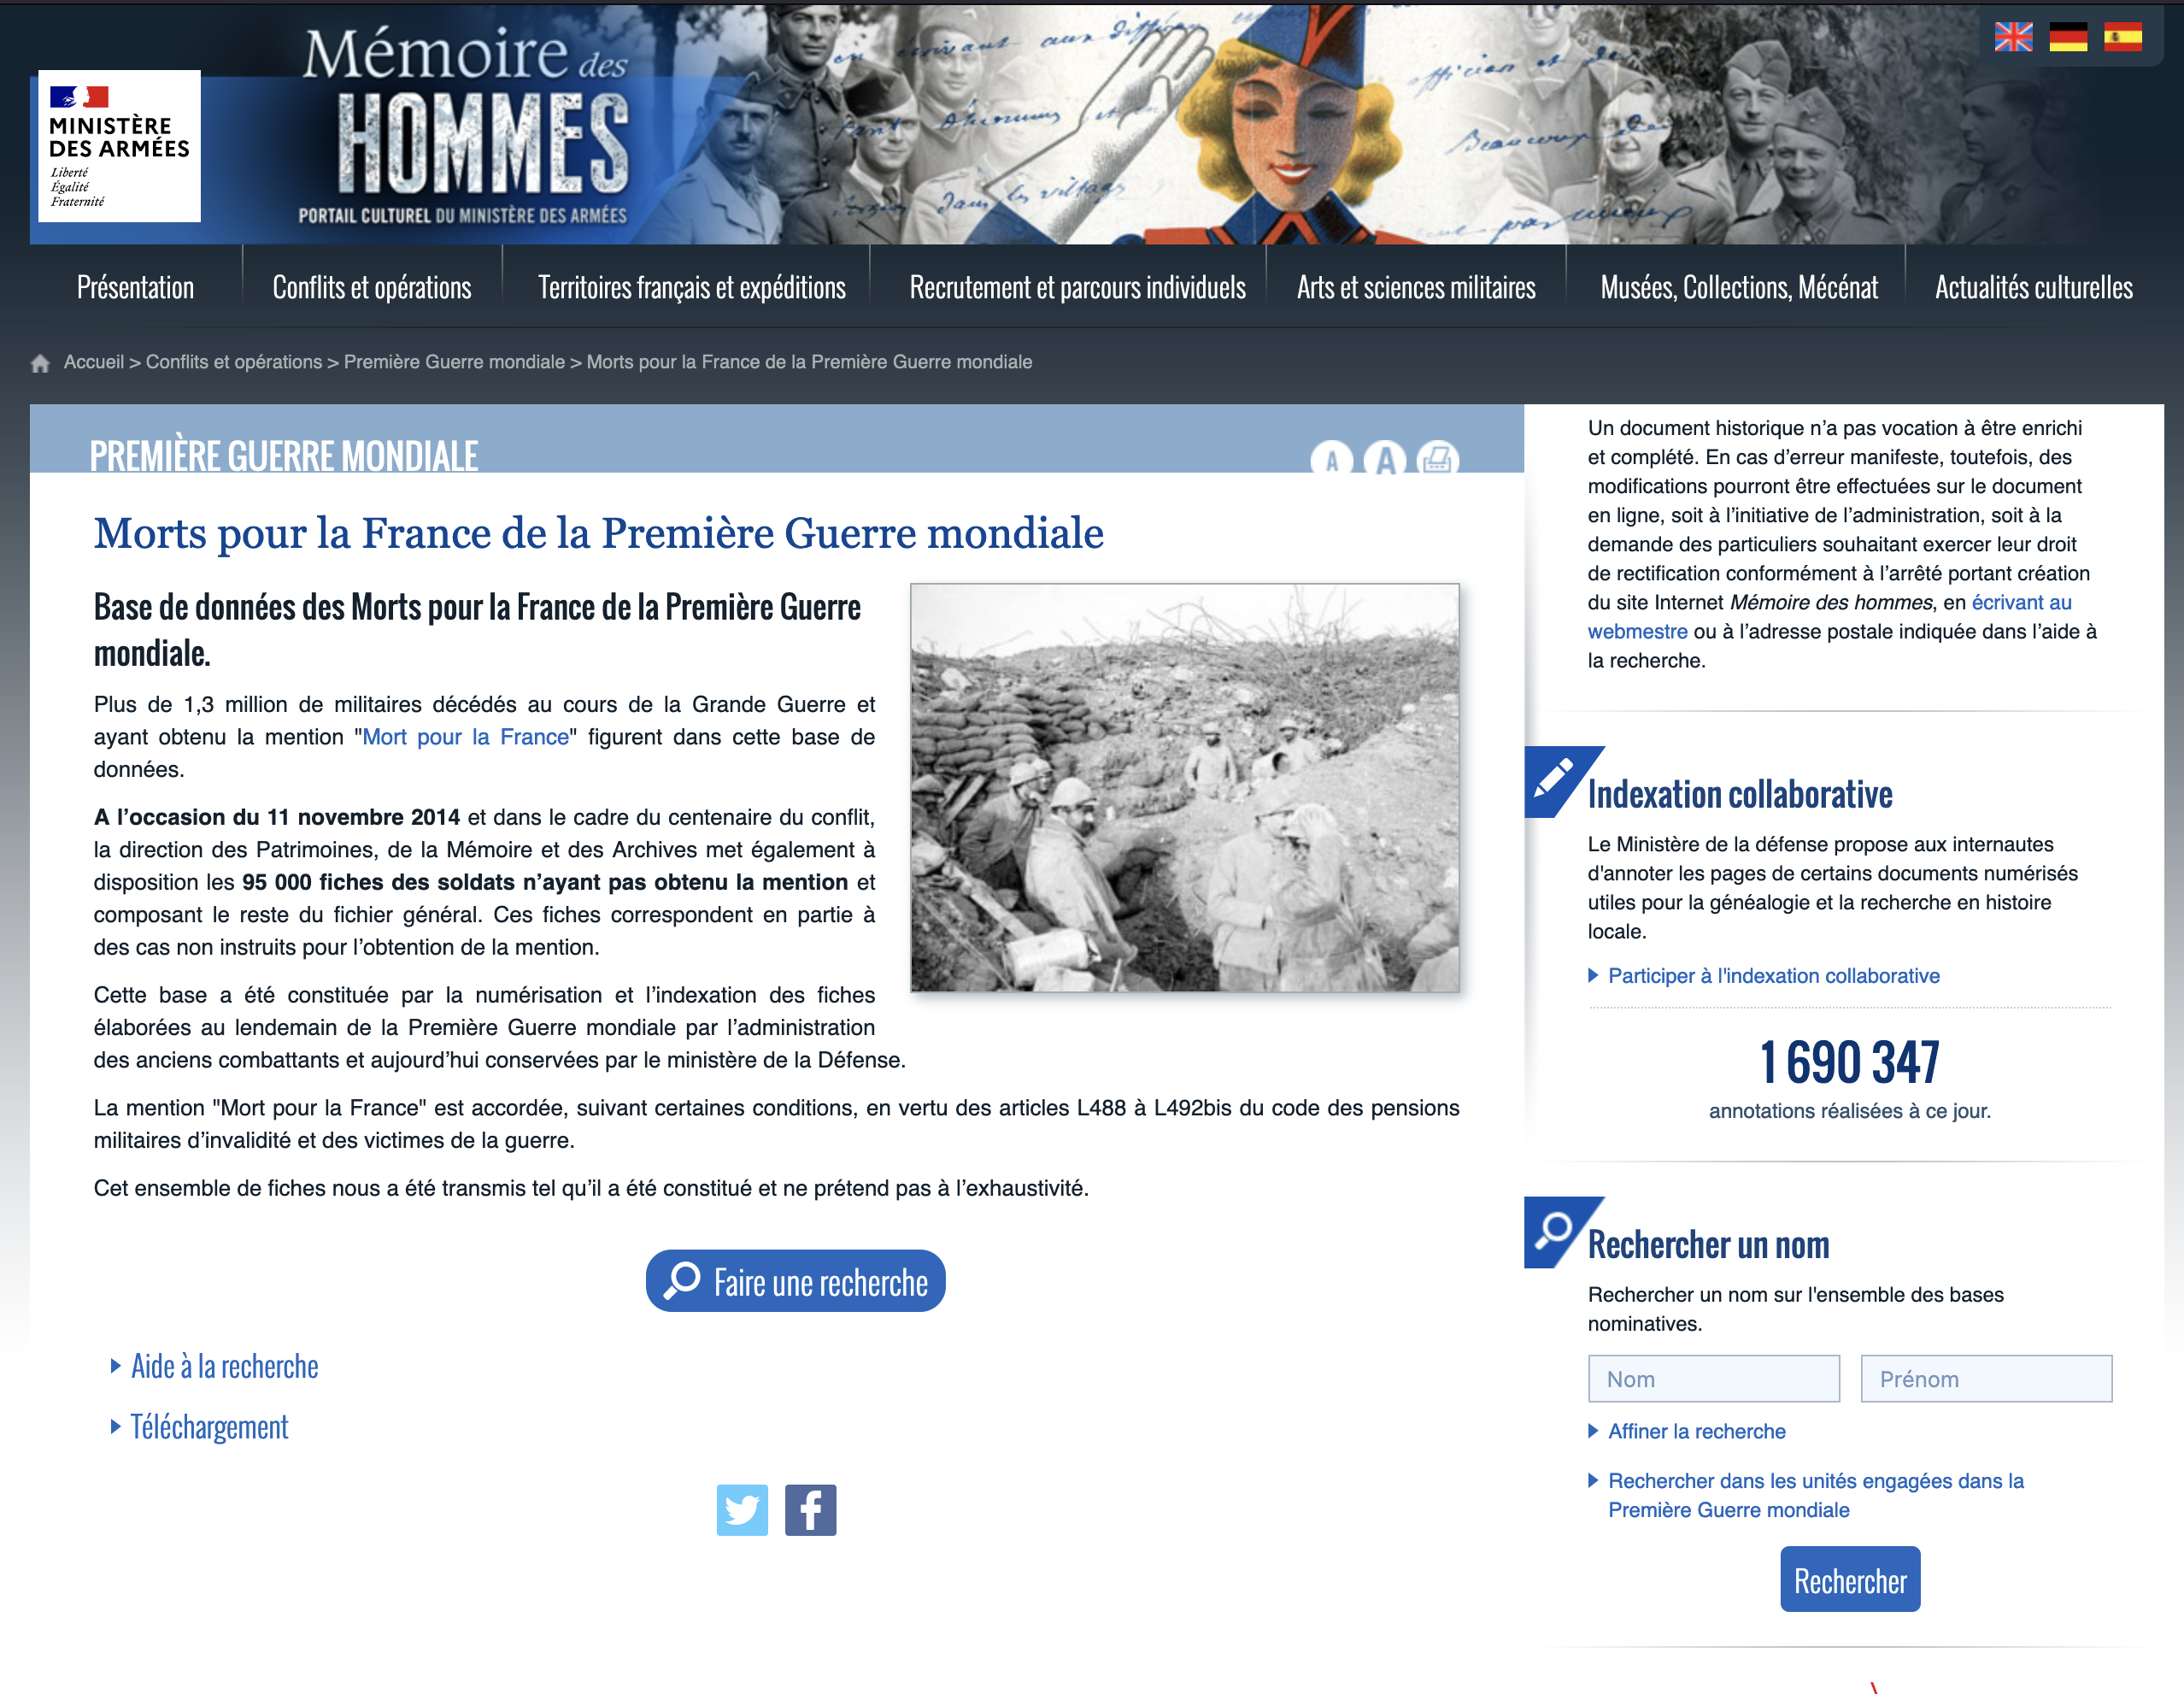 Mémoire des
HOMMES
PORTAIL CULTUREL DU MINISTÈRE DES ARMÉES
MINISTÈRE
DES ARMÉES
Liberté
Égalité
Fraternité
en écrivant aux
Beaucoup de
dans les villages
Présentation
Conflits et opérations
Territoires français et expéditions
Recrutement et parcours individuels
Arts et sciences militaires
Musées, Collections, Mécénat
Actualités culturelles
Accueil > Conflits et opérations > Première Guerre mondiale > Morts pour la France de la Première Guerre mondiale
PREMIÈRE GUERRE MONDIALE
A A
Morts pour la France de la Première Guerre mondiale
Base de données des Morts pour la France de la Première Guerre
mondiale.
Plus de 1,3 million de militaires décédés au cours de la Grande Guerre et
ayant obtenu la mention "Mort pour la France" figurent dans cette base de
données.
A l’occasion du 11 novembre 2014 et dans le cadre du centenaire du conflit,
la direction des Patrimoines, de la Mémoire et des Archives met également à
disposition les 95 000 fiches des soldats n’ayant pas obtenu la mention et
composant le reste du fichier général. Ces fiches correspondent en partie à
des cas non instruits pour l’obtention de la mention.
Cette base a été constituée par la numérisation et l’indexation des fiches
élaborées au lendemain de la Première Guerre mondiale par l’administration
des anciens combattants et aujourd’hui conservées par le ministère de la Défense.
La mention "Mort pour la France" est accordée, suivant certaines conditions, en vertu des articles L488 à L492bis du code des pensions
militaires d’invalidité et des victimes de la guerre.
Cet ensemble de fiches nous a été transmis tel qu’il a été constitué et ne prétend pas à l’exhaustivité.
Faire une recherche
Aide à la recherche
Téléchargement
Un document historique n’a pas vocation à être enrichi
et complété. En cas d’erreur manifeste, toutefois, des
modifications pourront être effectuées sur le document
en ligne, soit à l’initiative de l’administration, soit à la
demande des particuliers souhaitant exercer leur droit
de rectification conformément à l’arrêté portant création
du site Internet Mémoire des hommes, en écrivant au
webmestre ou à l’adresse postale indiquée dans l’aide à
la recherche.
Indexation collaborative
Le Ministère de la défense propose aux internautes
d'annoter les pages de certains documents numérisés
utiles pour la généalogie et la recherche en histoire
locale.
Participer à l'indexation collaborative
1 690 347
annotations réalisées à ce jour.
Rechercher un nom
Rechercher un nom sur l'ensemble des bases
nominatives.
Nom
Prénom
Affiner la recherche
Rechercher dans les unités engagées dans la
Première Guerre mondiale
Rechercher